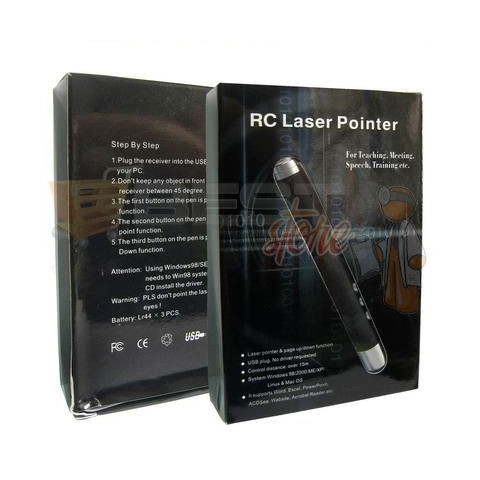 Step By Step
1.Plug the receiver into the USB
your PC.
2.Don't keep any object in front
receiver between 45 degree.
3.The first button on the pen is
function.
4.The second button on the pen
point function.
5.The third button on the pen is p
Down function.
Attention: Using Windows98/SE
needs to Win98 system
CD install the driver.
Warning: PLS don't point the las
eyes !
Battery: Lr44 × 3 PCS.
FC CE USB
RC Laser Pointer
For Teaching, Meeting,
Speech, Training etc.
Laser pointer & page up/down function
USB plug, No driver requested
Control distance: over 15m
System Windows 98/2000/ME/XP/
Linus & Mac OS
It supports Word, Excel, PowerPoint,
ACDSee, Website, Acrobat Reader etc.
BEST
Store